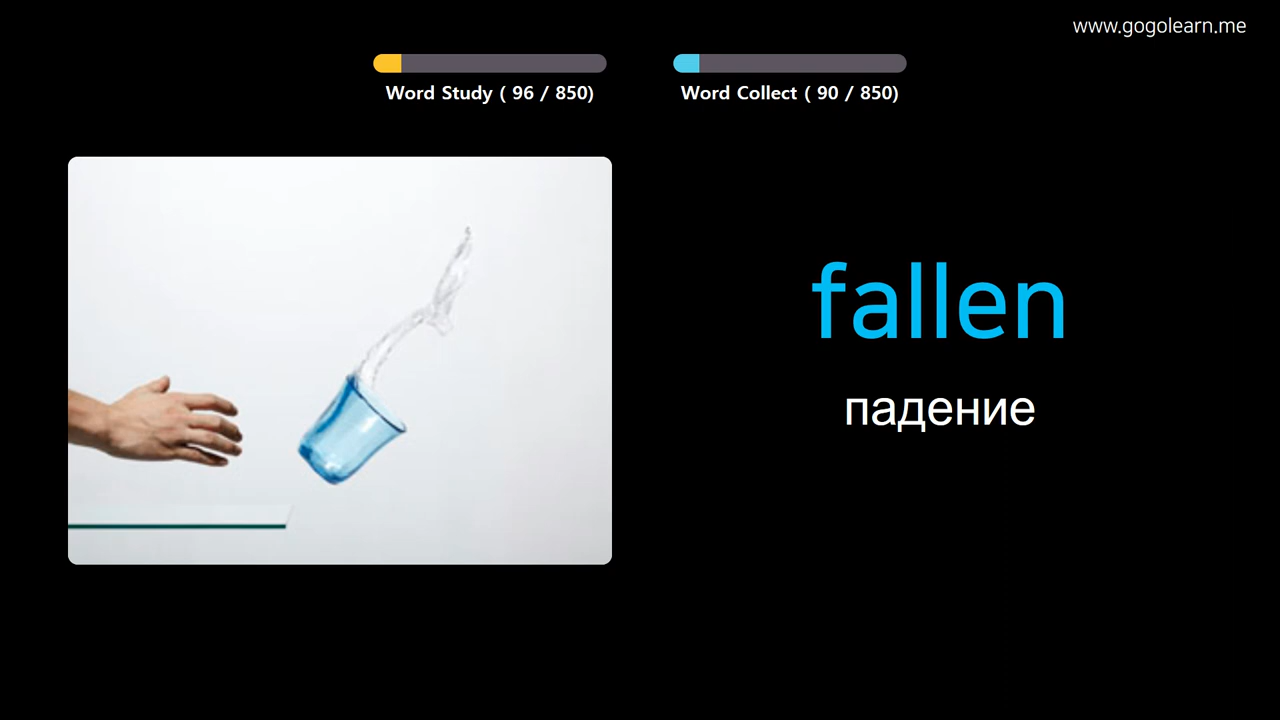 www.gogolearn.me
Word Study ( 96 / 850)
Word Collect ( 90 / 850)
fallen
падение